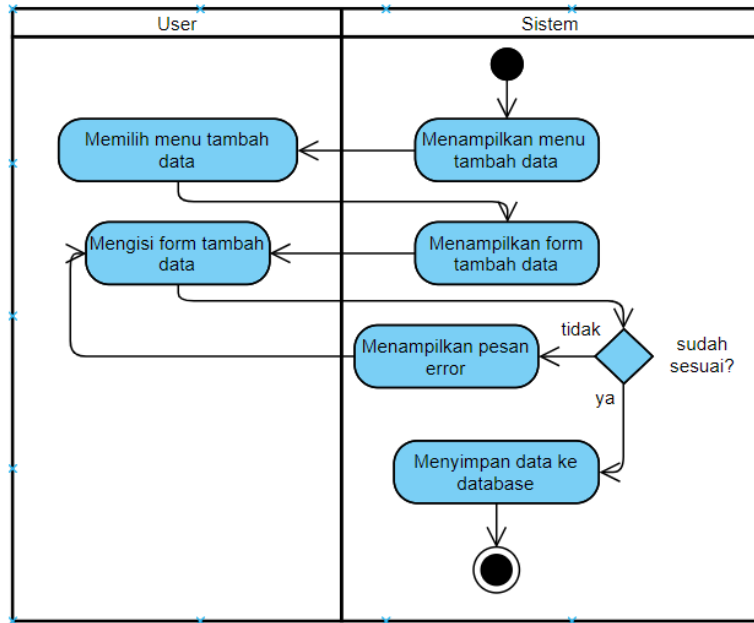 User
Sistem
Memilih menu tambah
data
Menampilkan menu
tambah data
Mengisi form tambah
data
Menampilkan form
tambah data
tidak
sudah
sesuai?
Menampilkan pesan
error
ya
Menyimpan data ke
database